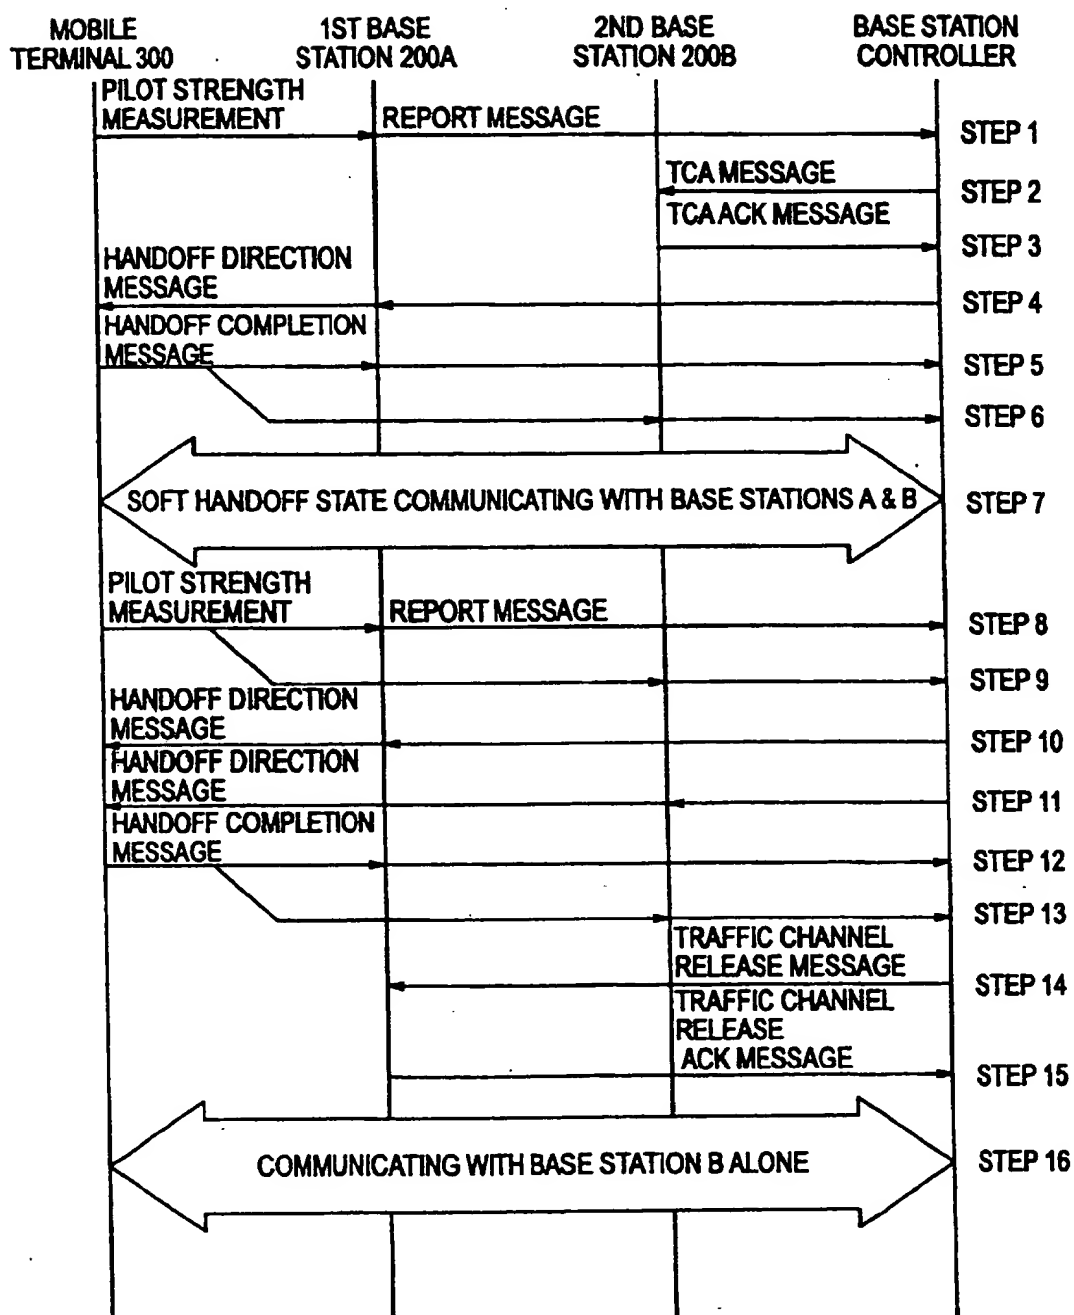 MOBILE
TERMINAL 300
1ST BASE
STATION 200A
2ND BASE
STATION 200B
BASE STATION
CONTROLLER
PILOT STRENGTH
MEASUREMENT
REPORT MESSAGE
STEP 1
TCA MESSAGE
STEP 2
TCA ACK MESSAGE
STEP 3
HANDOFF DIRECTION
MESSAGE
STEP 4
HANDOFF COMPLETION
MESSAGE
STEP 5
STEP 6
SOFT HANDOFF STATE COMMUNICATING WITH BASE STATIONS A & B
STEP 7
PILOT STRENGTH
MEASUREMENT
REPORT MESSAGE
STEP 8
STEP 9
HANDOFF DIRECTION
MESSAGE
STEP 10
HANDOFF DIRECTION
MESSAGE
STEP 11
HANDOFF COMPLETION
MESSAGE
STEP 12
STEP 13
TRAFFIC CHANNEL
RELEASE MESSAGE
STEP 14
TRAFFIC CHANNEL
RELEASE
ACK MESSAGE
STEP 15
COMMUNICATING WITH BASE STATION B ALONE
STEP 16